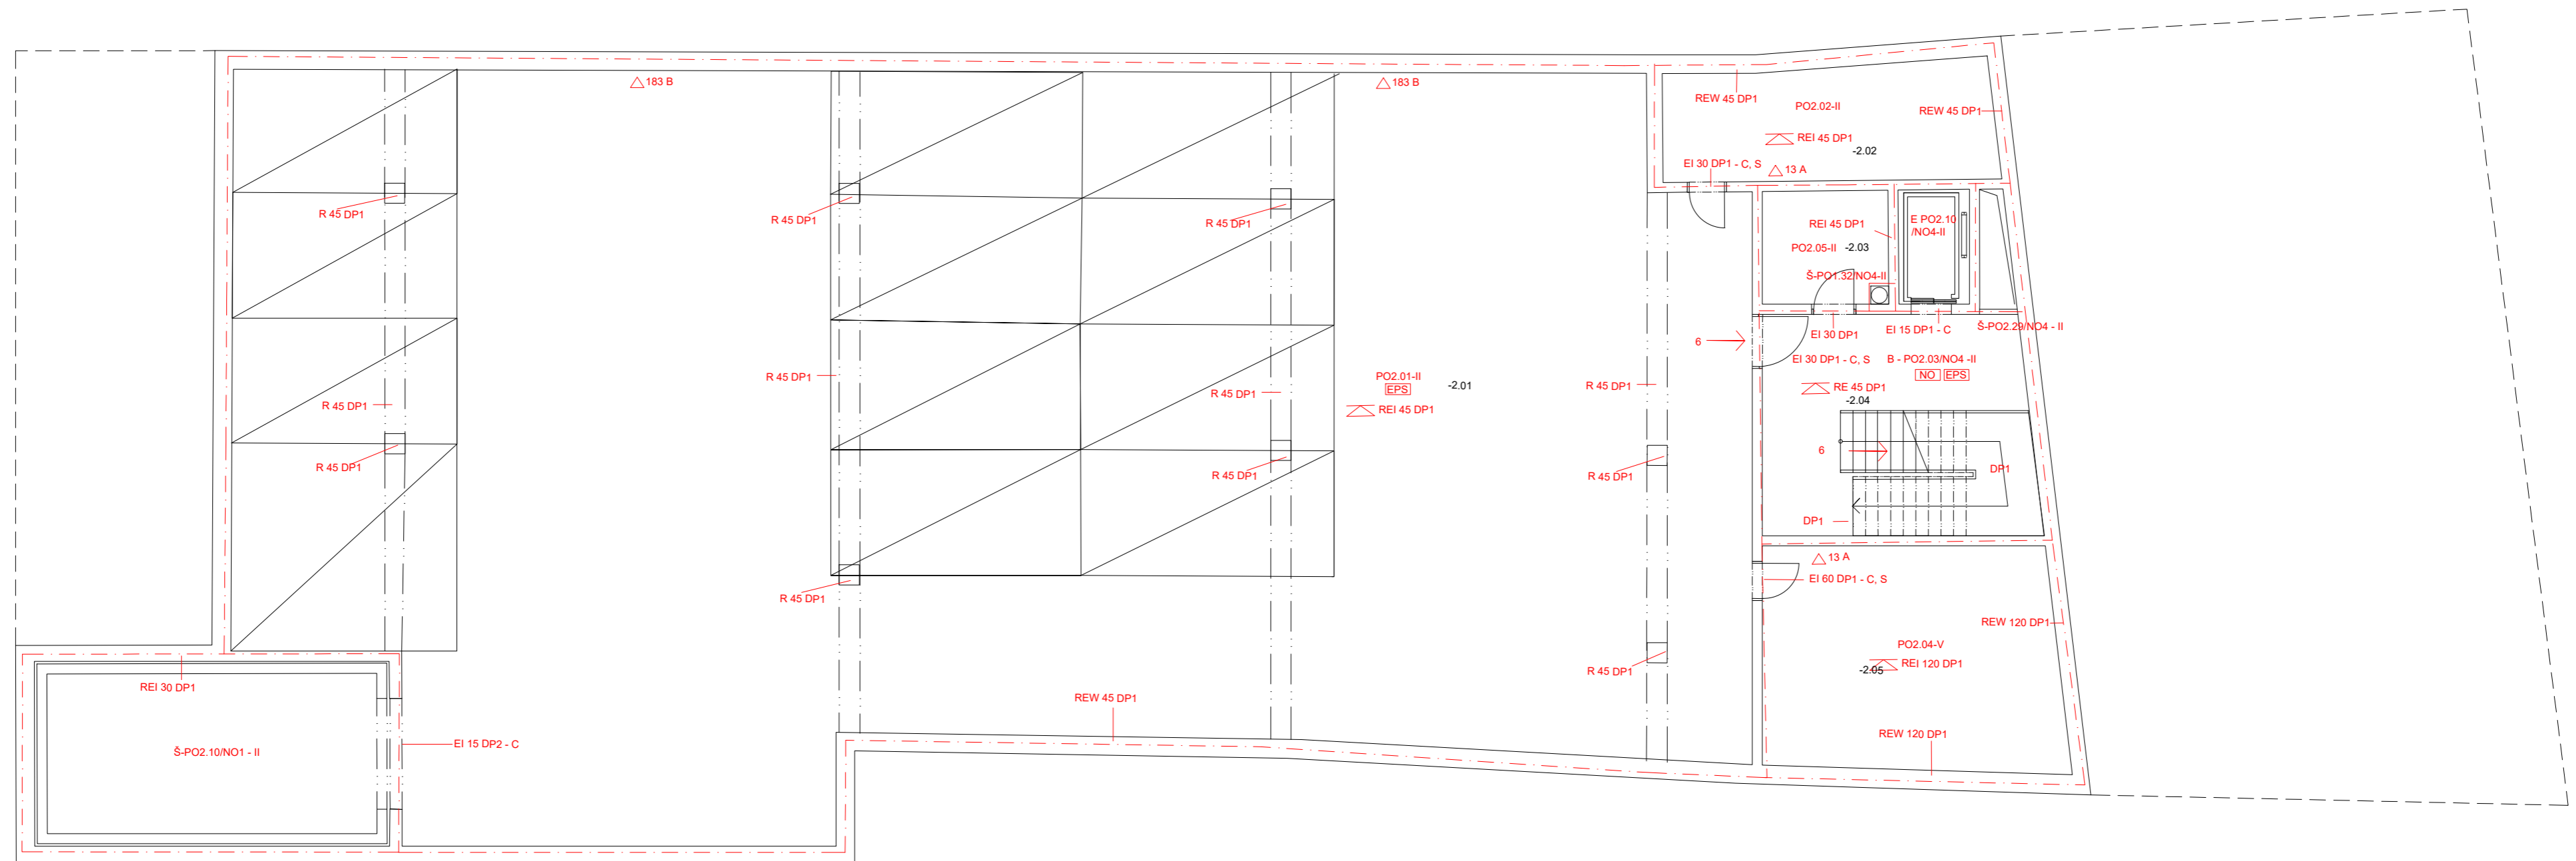 183 B
183 B
REW 45 DP1
PO2.02-II
REW 45 DP1
REI 45 DP1
-2.02
EI 30 DP1 - C, S
13 A
R 45 DP1
R 45 DP1
R 45 DP1
REI 45 DP1
E PO2.10
/NO4-II
PO2.05-II
-2.03
Š-PO1.32/NO4-II
EI 30 DP1
EI 15 DP1 - C
Š-PO2.29/NO4 - II
6
EI 30 DP1 - C, S
B - PO2.03/NO4 -II
NO
EPS
R 45 DP1
PO2.01-II
EPS
-2.01
R 45 DP1
R 45 DP1
RE 45 DP1
-2.04
R 45 DP1
REI 45 DP1
6
DP1
R 45 DP1
R 45 DP1
R 45 DP1
DP1
13 A
EI 60 DP1 - C, S
R 45 DP1
REW 120 DP1
PO2.04-V
REI 120 DP1
-2.05
R 45 DP1
REI 30 DP1
REW 45 DP1
REW 120 DP1
EI 15 DP2 - C
Š-PO2.10/NO1 - II